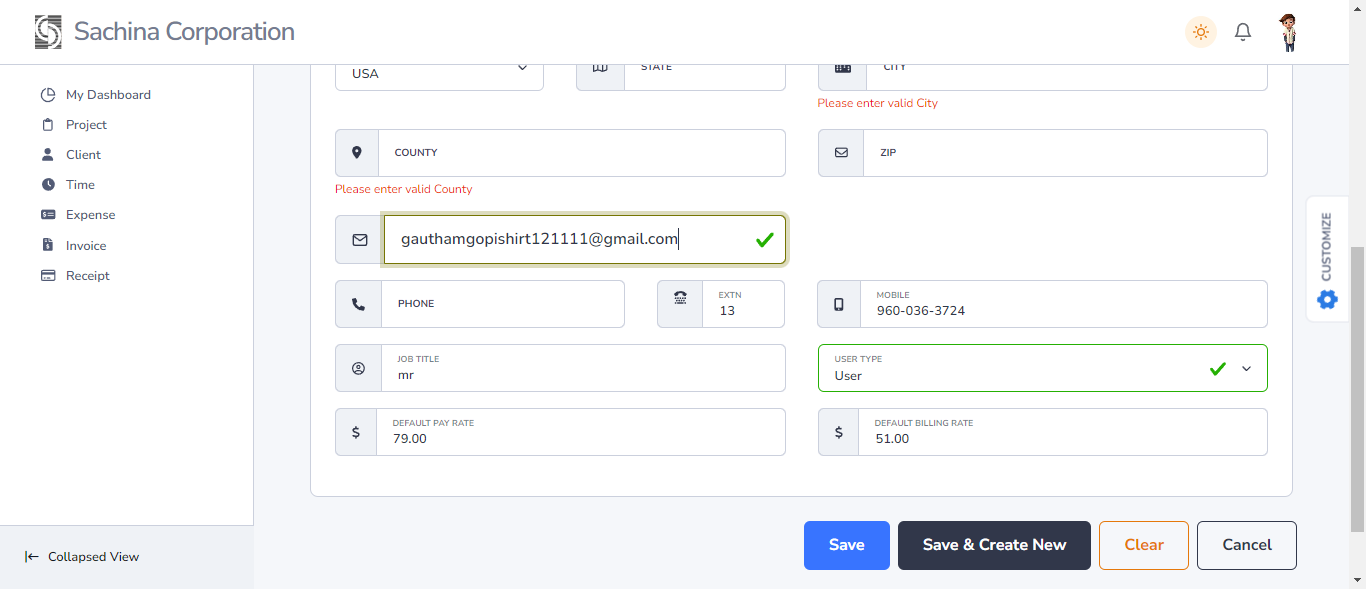 Sachina Corporation
My Dashboard
Project
Client
Time
Expense
Invoice
Receipt
Collapsed View
USA
STATE
CITY
Please enter valid City
COUNTY
ZIP
Please enter valid County
gauthamgopishirt121111@gmail.com
PHONE
EXTN
13
MOBILE
960-036-3724
JOB TITLE
mr
USER TYPE
User
DEFAULT PAY RATE
$ 79.00
DEFAULT BILLING RATE
$ 51.00
Save
Save & Create New
Clear
Cancel
CUSTOMIZE